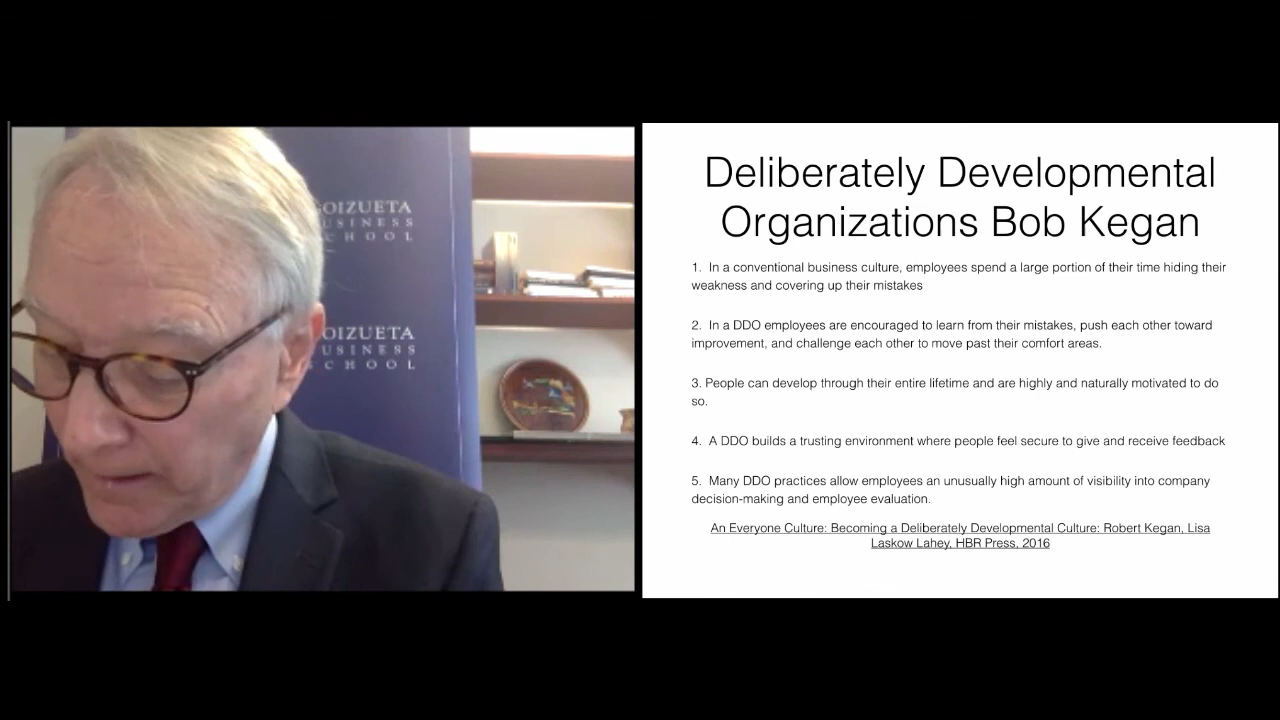 GOIZUETA
BUSINESS
SCHOOL
GOIZUETA
BUSINESS
SCHOOL
Deliberately Developmental
Organizations Bob Kegan
1. In a conventional business culture, employees spend a large portion of their time hiding their
weakness and covering up their mistakes
2. In a DDO employees are encouraged to learn from their mistakes, push each other toward
improvement, and challenge each other to move past their comfort areas.
3. People can develop through their entire lifetime and are highly and naturally motivated to do
so.
4. A DDO builds a trusting environment where people feel secure to give and receive feedback
5. Many DDO practices allow employees an unusually high amount of visibility into company
decision-making and employee evaluation.
An Everyone Culture: Becoming a Deliberately Developmental Culture: Robert Kegan, Lisa
Laskow Lahey, HBR Press, 2016